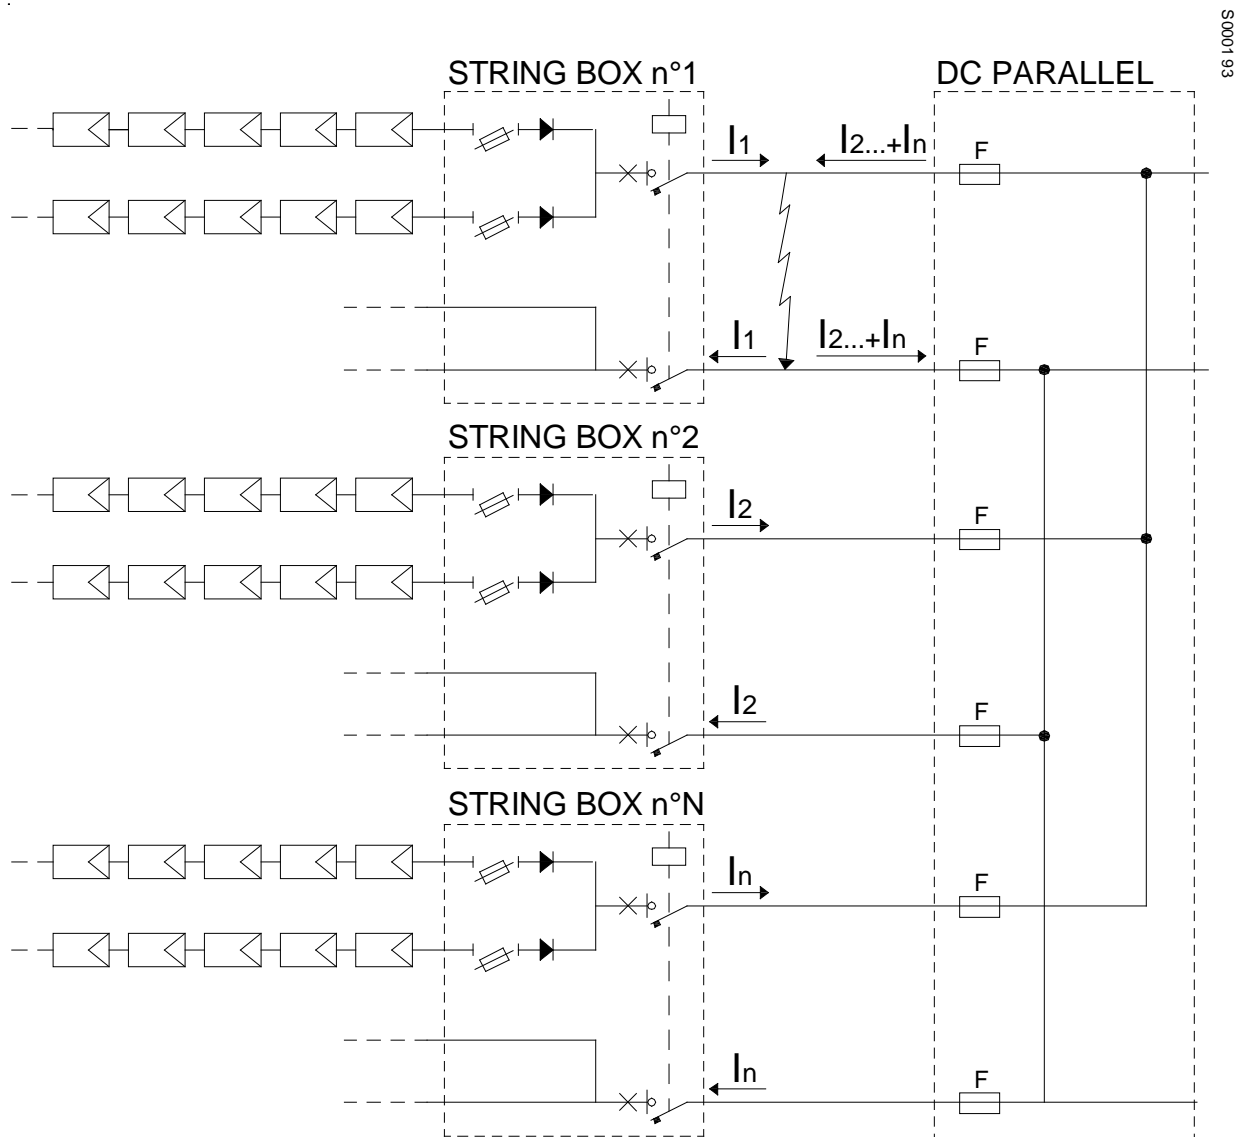 S000193
STRING BOX n°1
DC PARALLEL
I1
I2...+In
F
I1
I2...+In
F
STRING BOX n°2
I2
F
I2
F
STRING BOX n°N
In
F
In
F